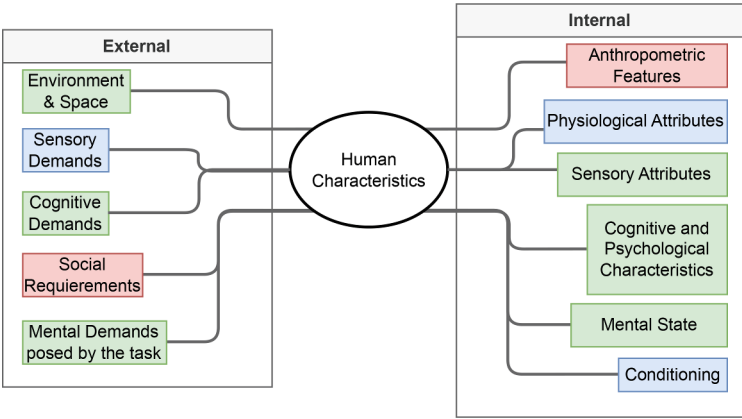 External
Environment
& Space
Sensory
Demands
Cognitive
Demands
Social
Requierements
Mental Demands
posed by the task
Human
Characteristics
Internal
Anthropometric
Features
Physiological Attributes
Sensory Attributes
Cognitive and
Psychological
Characteristics
Mental State
Conditioning